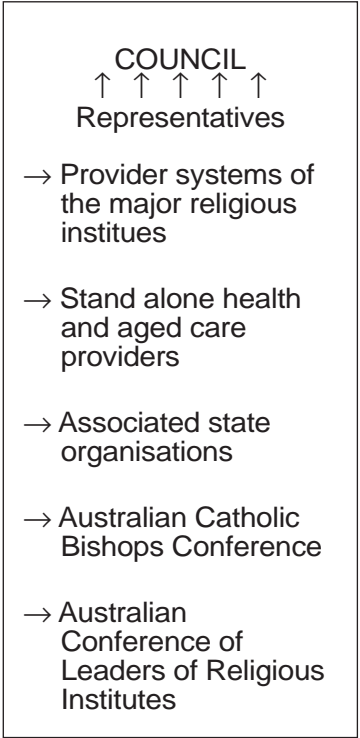 COUNCIL
↑ ↑ ↑ ↑ ↑
Representatives
→ Provider systems of
the major religious
institues
→ Stand alone health
and aged care
providers
→ Associated state
organisations
→ Australian Catholic
Bishops Conference
→ Australian
Conference of
Leaders of Religious
Institutes